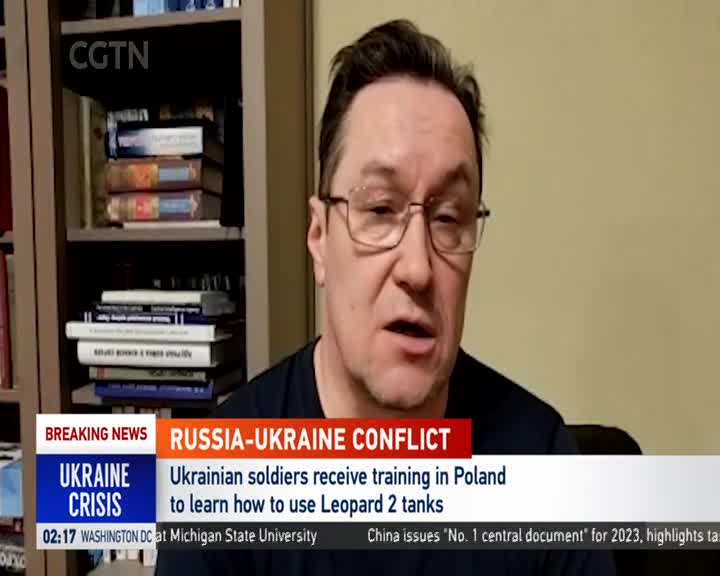 CGTN
BREAKING NEWS
RUSSIA-UKRAINE CONFLICT
UKRAINE
CRISIS
Ukrainian soldiers receive training in Poland
to learn how to use Leopard 2 tanks
02:17 WASHINGTON DC
at Michigan State University China issues "No. 1 central document" for 2023, highlights